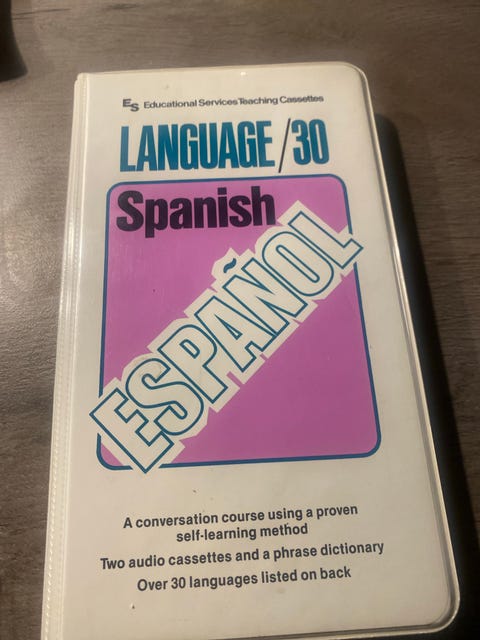 ES Educational Services Teaching Cassettes
LANGUAGE/30
Spanish
ESPAÑOL
A conversation course using a proven
self-learning method
Two audio cassettes and a phrase dictionary
Over 30 languages listed on back